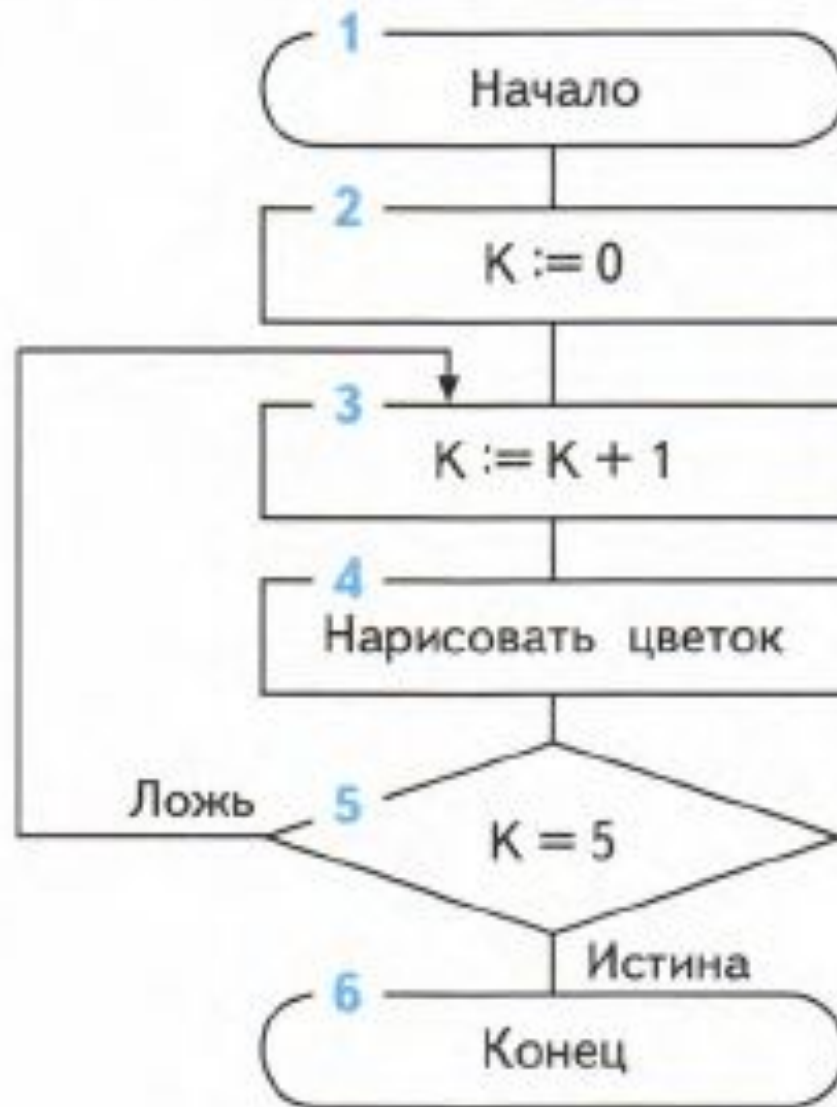 1
Начало
2
K := 0
3
K := K + 1
4
Нарисовать цветок
Ложь
5
K = 5
Истина
6
Конец